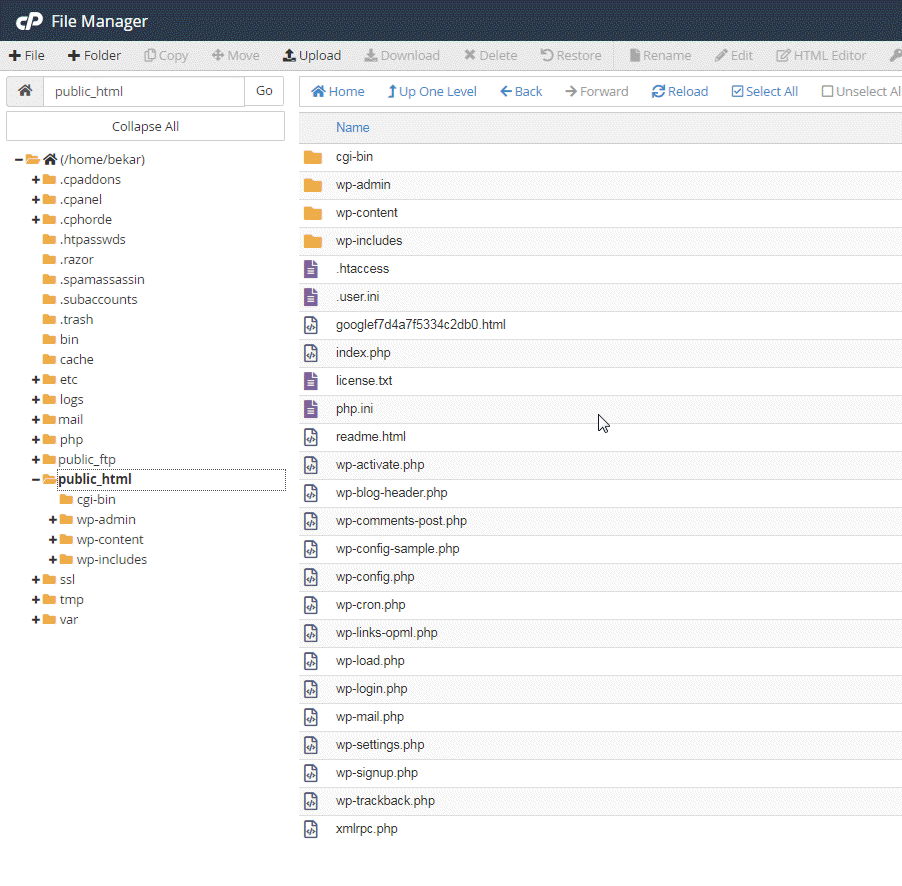 cP File Manager
File Folder Copy Move Upload Download Delete Restore Rename Edit HTML Editor
public_html Go
Home Up One Level Back Forward Reload Select All Unselect Al
Collapse All
(/home/bekar)
.cpaddons
.cpanel
.cphorde
.htpasswds
.razor
.spamassassin
.subaccounts
.trash
bin
cache
etc
logs
mail
php
public_ftp
public_html
cgi-bin
wp-admin
wp-content
wp-includes
ssl
tmp
var
Name
cgi-bin
wp-admin
wp-content
wp-includes
.htaccess
.user.ini
googlef7d4a7f5334c2db0.html
index.php
license.txt
php.ini
readme.html
wp-activate.php
wp-blog-header.php
wp-comments-post.php
wp-config-sample.php
wp-config.php
wp-cron.php
wp-links-opml.php
wp-load.php
wp-login.php
wp-mail.php
wp-settings.php
wp-signup.php
wp-trackback.php
xmlrpc.php